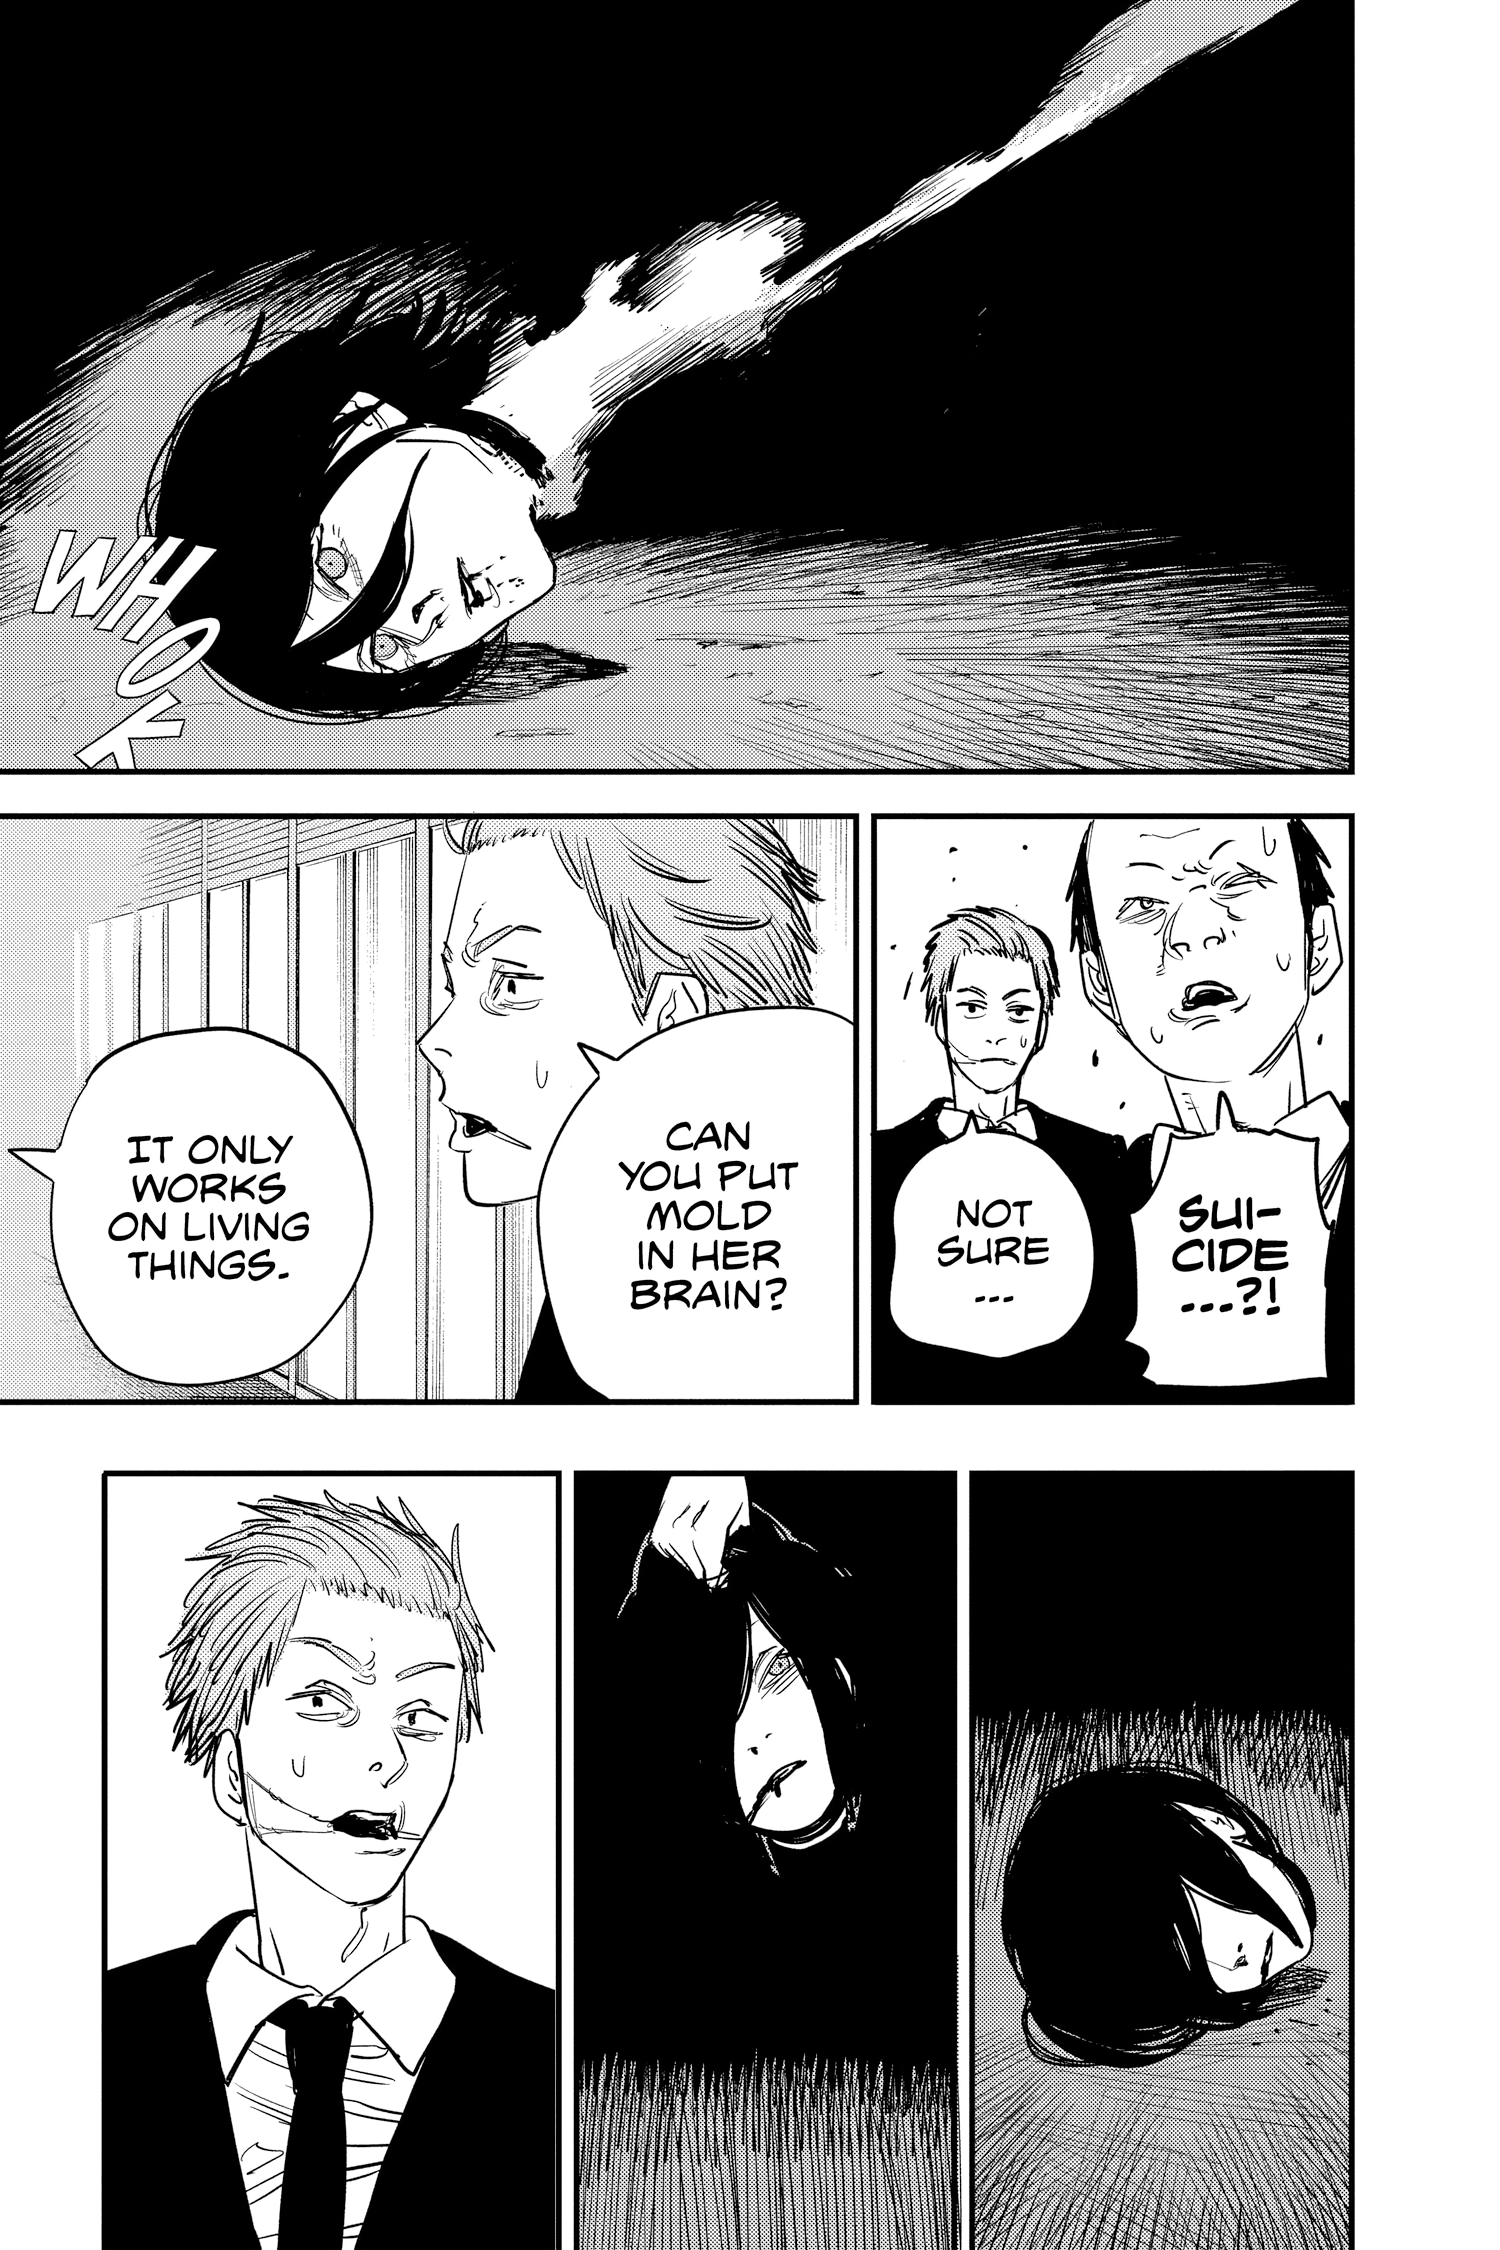 WHOK
SUI-
CIDE
...?!
NOT
SURE
...
CAN
YOU PUT
MOLD
IN HER
BRAIN?
IT ONLY
WORKS
ON LIVING
THINGS.